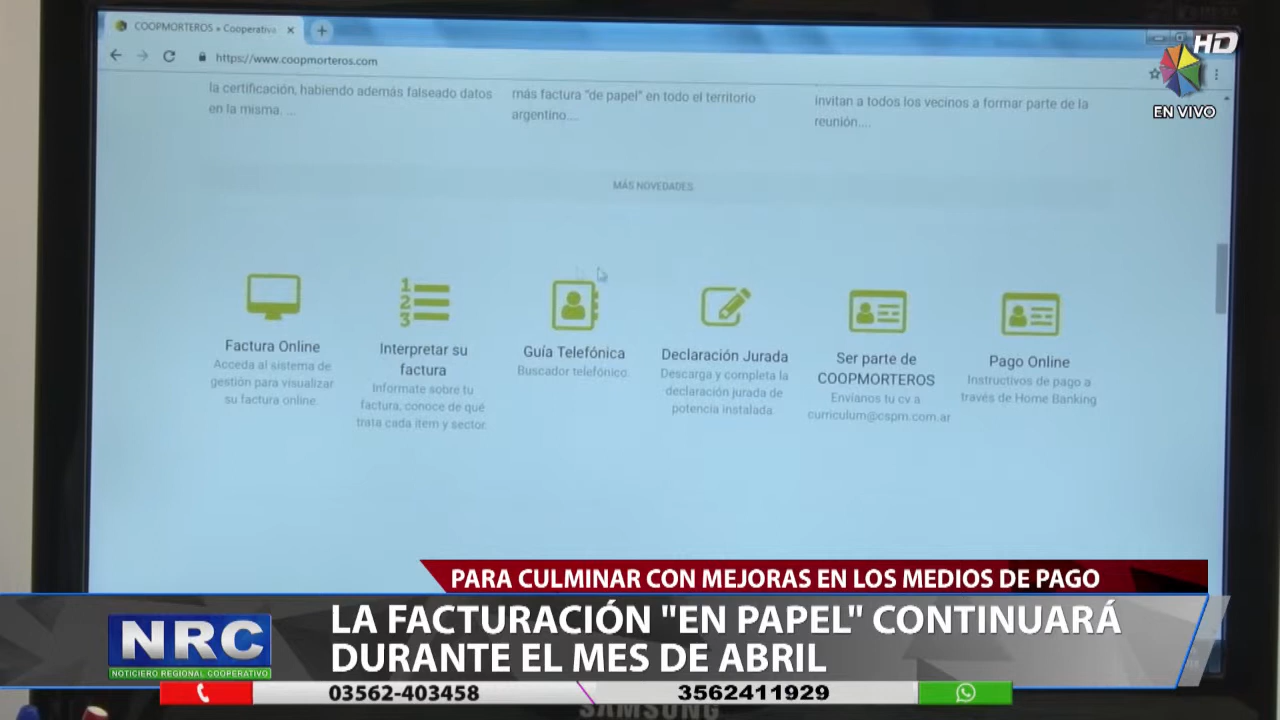 COOPMORTEROS » Cooperativa
https://www.coopmorteros.com
HD
EN VIVO
la certificación, habiendo además falseado datos
en la misma. ...
más factura "de papel" en todo el territorio
argentino....
invitan a todos los vecinos a formar parte de la
reunión....
MÁS NOVEDADES
1
2
3
Factura Online
Acceda al sistema de
gestión para visualizar
su factura online.
Interpretar su
factura
Informate sobre tu
factura, conoce de qué
trata cada item y sector.
Guía Telefónica
Buscador telefónico.
Declaración Jurada
Descarga y completa la
declaración jurada de
potencia instalada.
Ser parte de
COOPMORTEROS
Envianos tu cv a
curriculum@cspm.com.ar
Pago Online
Instructivos de pago a
través de Home Banking
PARA CULMINAR CON MEJORAS EN LOS MEDIOS DE PAGO
LA FACTURACIÓN "EN PAPEL" CONTINUARÁ
DURANTE EL MES DE ABRIL
NRC
NOTICIERO REGIONAL COOPERATIVO
03562-403458
3562411929
SAMSUNG